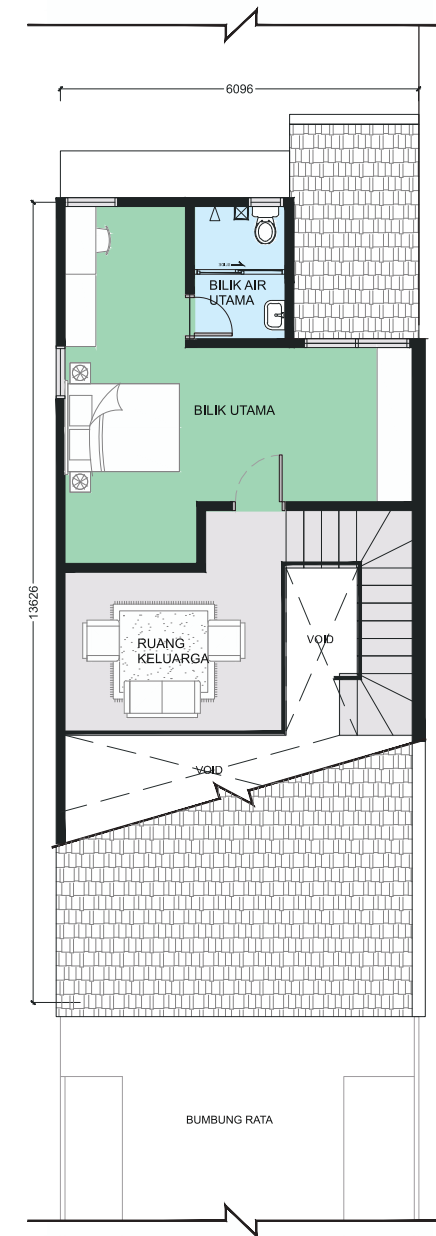 6096
BILIK AIR
UTAMA
BILIK UTAMA
13626
RUANG
KELUARGA
VOID
VOID
BUMBUNG RATA